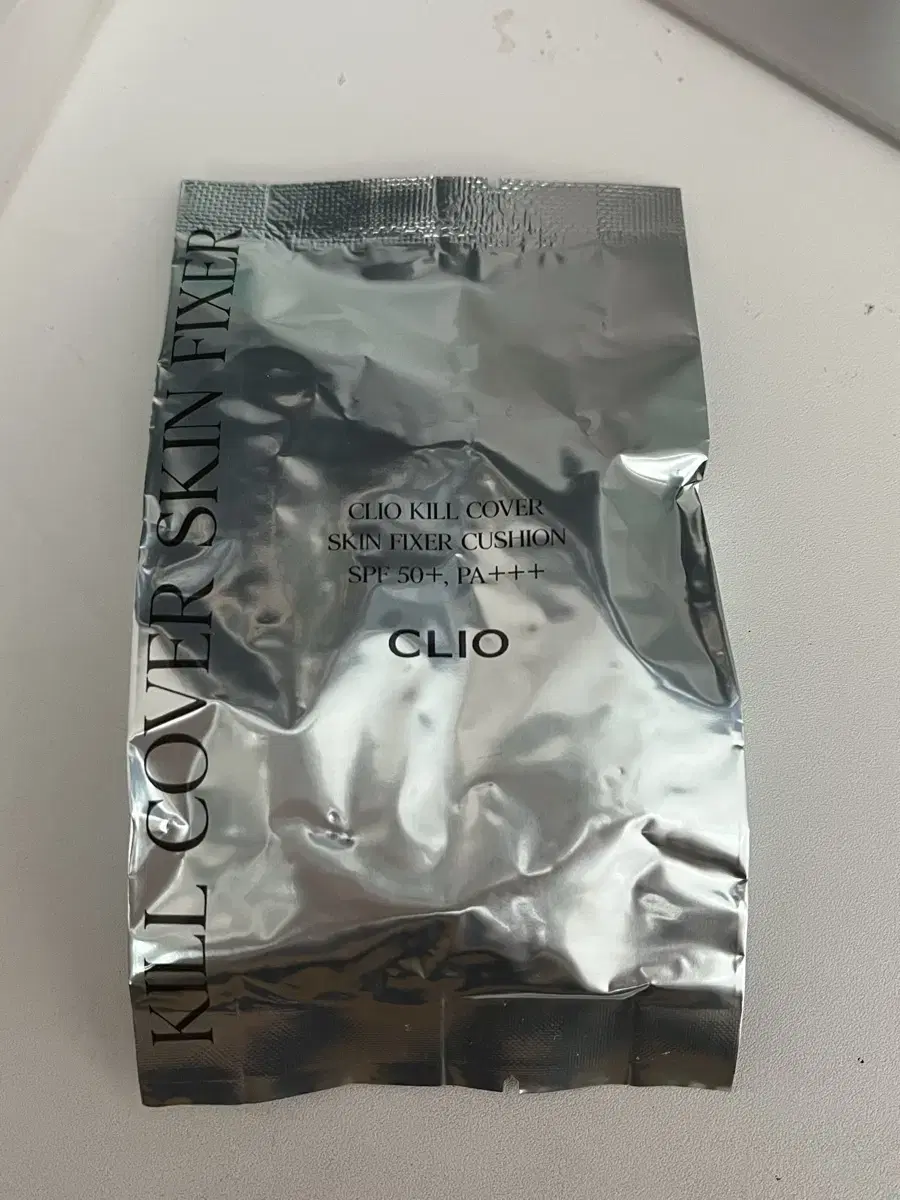 KILL COVER SKIN FIXER
CLIO KILL COVER
SKIN FIXER CUSHION
SPF 50+, PA+++
CLIO